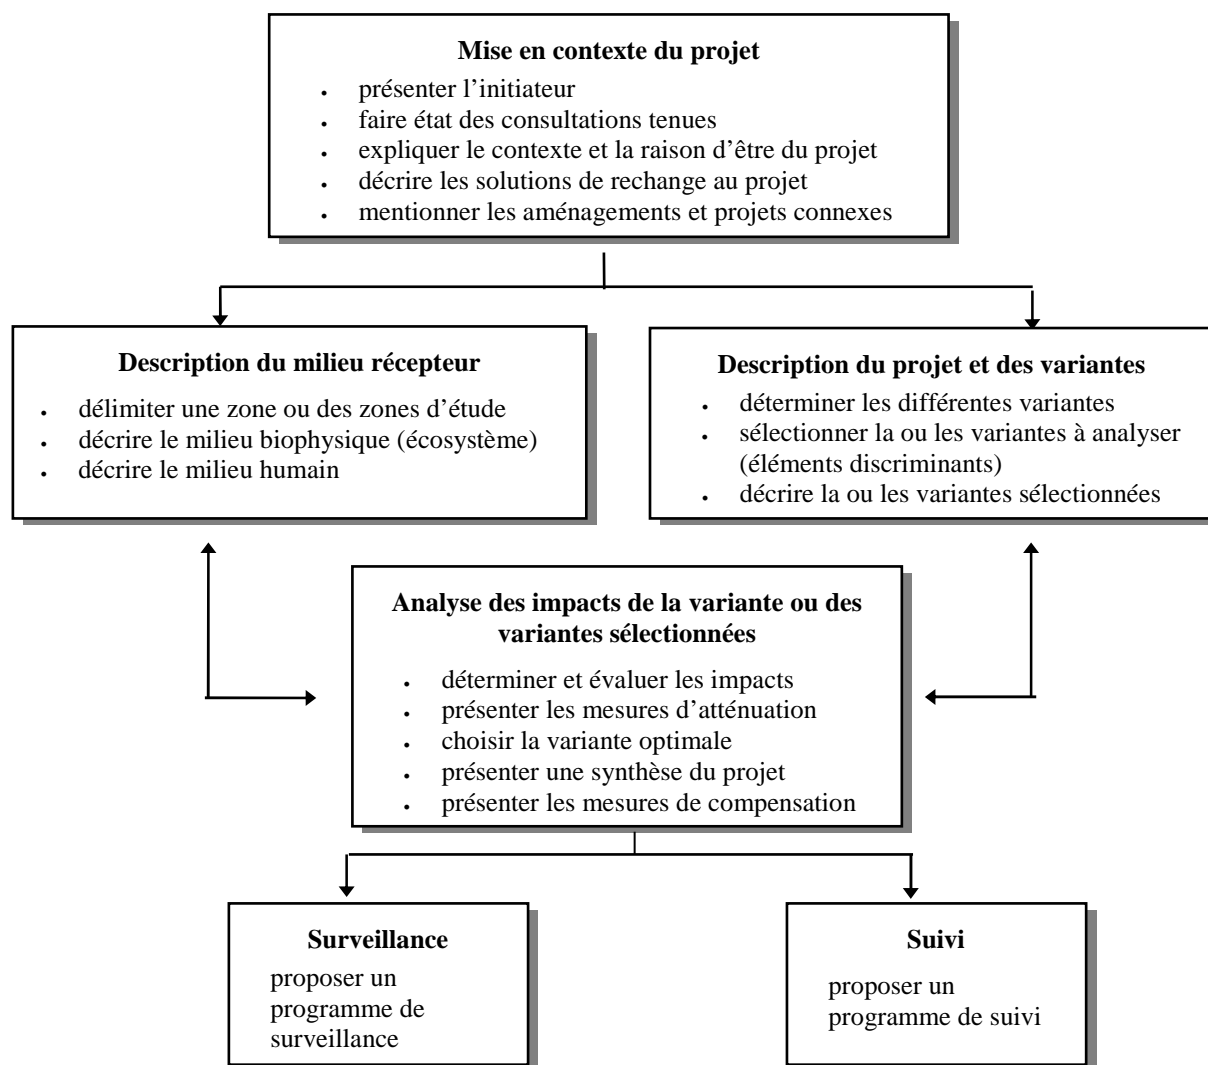 Mise en contexte du projet
• présenter l’initiateur
• faire état des consultations tenues
• expliquer le contexte et la raison d’être du projet
• décrire les solutions de rechange au projet
• mentionner les aménagements et projets connexes
Description du milieu récepteur
• délimiter une zone ou des zones d’étude
• décrire le milieu biophysique (écosystème)
• décrire le milieu humain
Description du projet et des variantes
• déterminer les différentes variantes
• sélectionner la ou les variantes à analyser
(éléments discriminants)
• décrire la ou les variantes sélectionnées
Analyse des impacts de la variante ou des
variantes sélectionnées
• déterminer et évaluer les impacts
• présenter les mesures d’atténuation
• choisir la variante optimale
• présenter une synthèse du projet
• présenter les mesures de compensation
Surveillance
proposer un
programme de
surveillance
Suivi
proposer un
programme de suivi